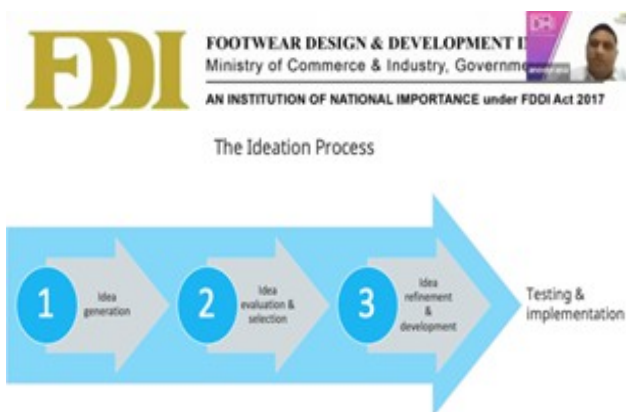 FDDI
FOOTWEAR DESIGN & DEVELOPMENT
Ministry of Commerce & Industry,
AN INSTITUTION OF NATIONAL IMPORTANCE under FDDI Act 2017
The Ideation Process
1
Idea
generation
2
Idea
evaluation &
selection
3
Idea
refinement
&
development
Testing &
implementation